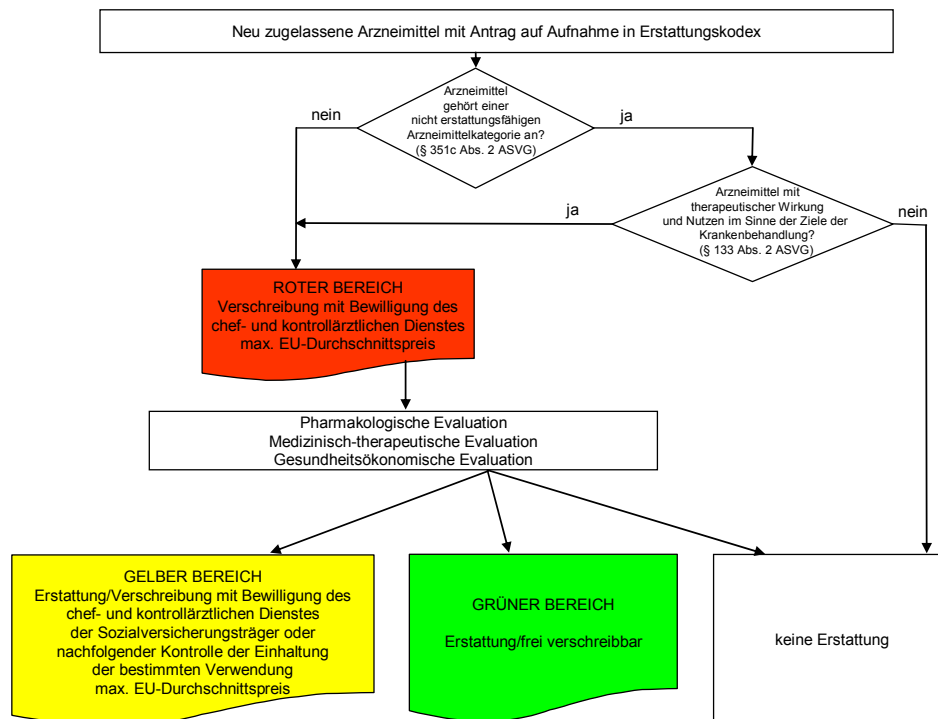 Neu zugelassene Arzneimittel mit Antrag auf Aufnahme in Erstattungskodex
Arzneimittel
gehört einer
nicht erstattungsfähigen
Arzneimittelkategorie an?
(§ 351c Abs. 2 ASVG)
nein
ja
Arzneimittel mit
therapeutischer Wirkung
und Nutzen im Sinne der Ziele der
Krankenbehandlung?
(§ 133 Abs. 2 ASVG)
ja
nein
ROTER BEREICH
Verschreibung mit Bewilligung des
chef- und kontrollärztlichen Dienstes
max. EU-Durchschnittspreis
Pharmakologische Evaluation
Medizinisch-therapeutische Evaluation
Gesundheitsökonomische Evaluation
GELBER BEREICH
Erstattung/Verschreibung mit Bewilligung des
chef- und kontrollärztlichen Dienstes
der Sozialversicherungsträger oder
nachfolgender Kontrolle der Einhaltung
der bestimmten Verwendung
max. EU-Durchschnittspreis
GRÜNER BEREICH
Erstattung/frei verschreibbar
keine Erstattung